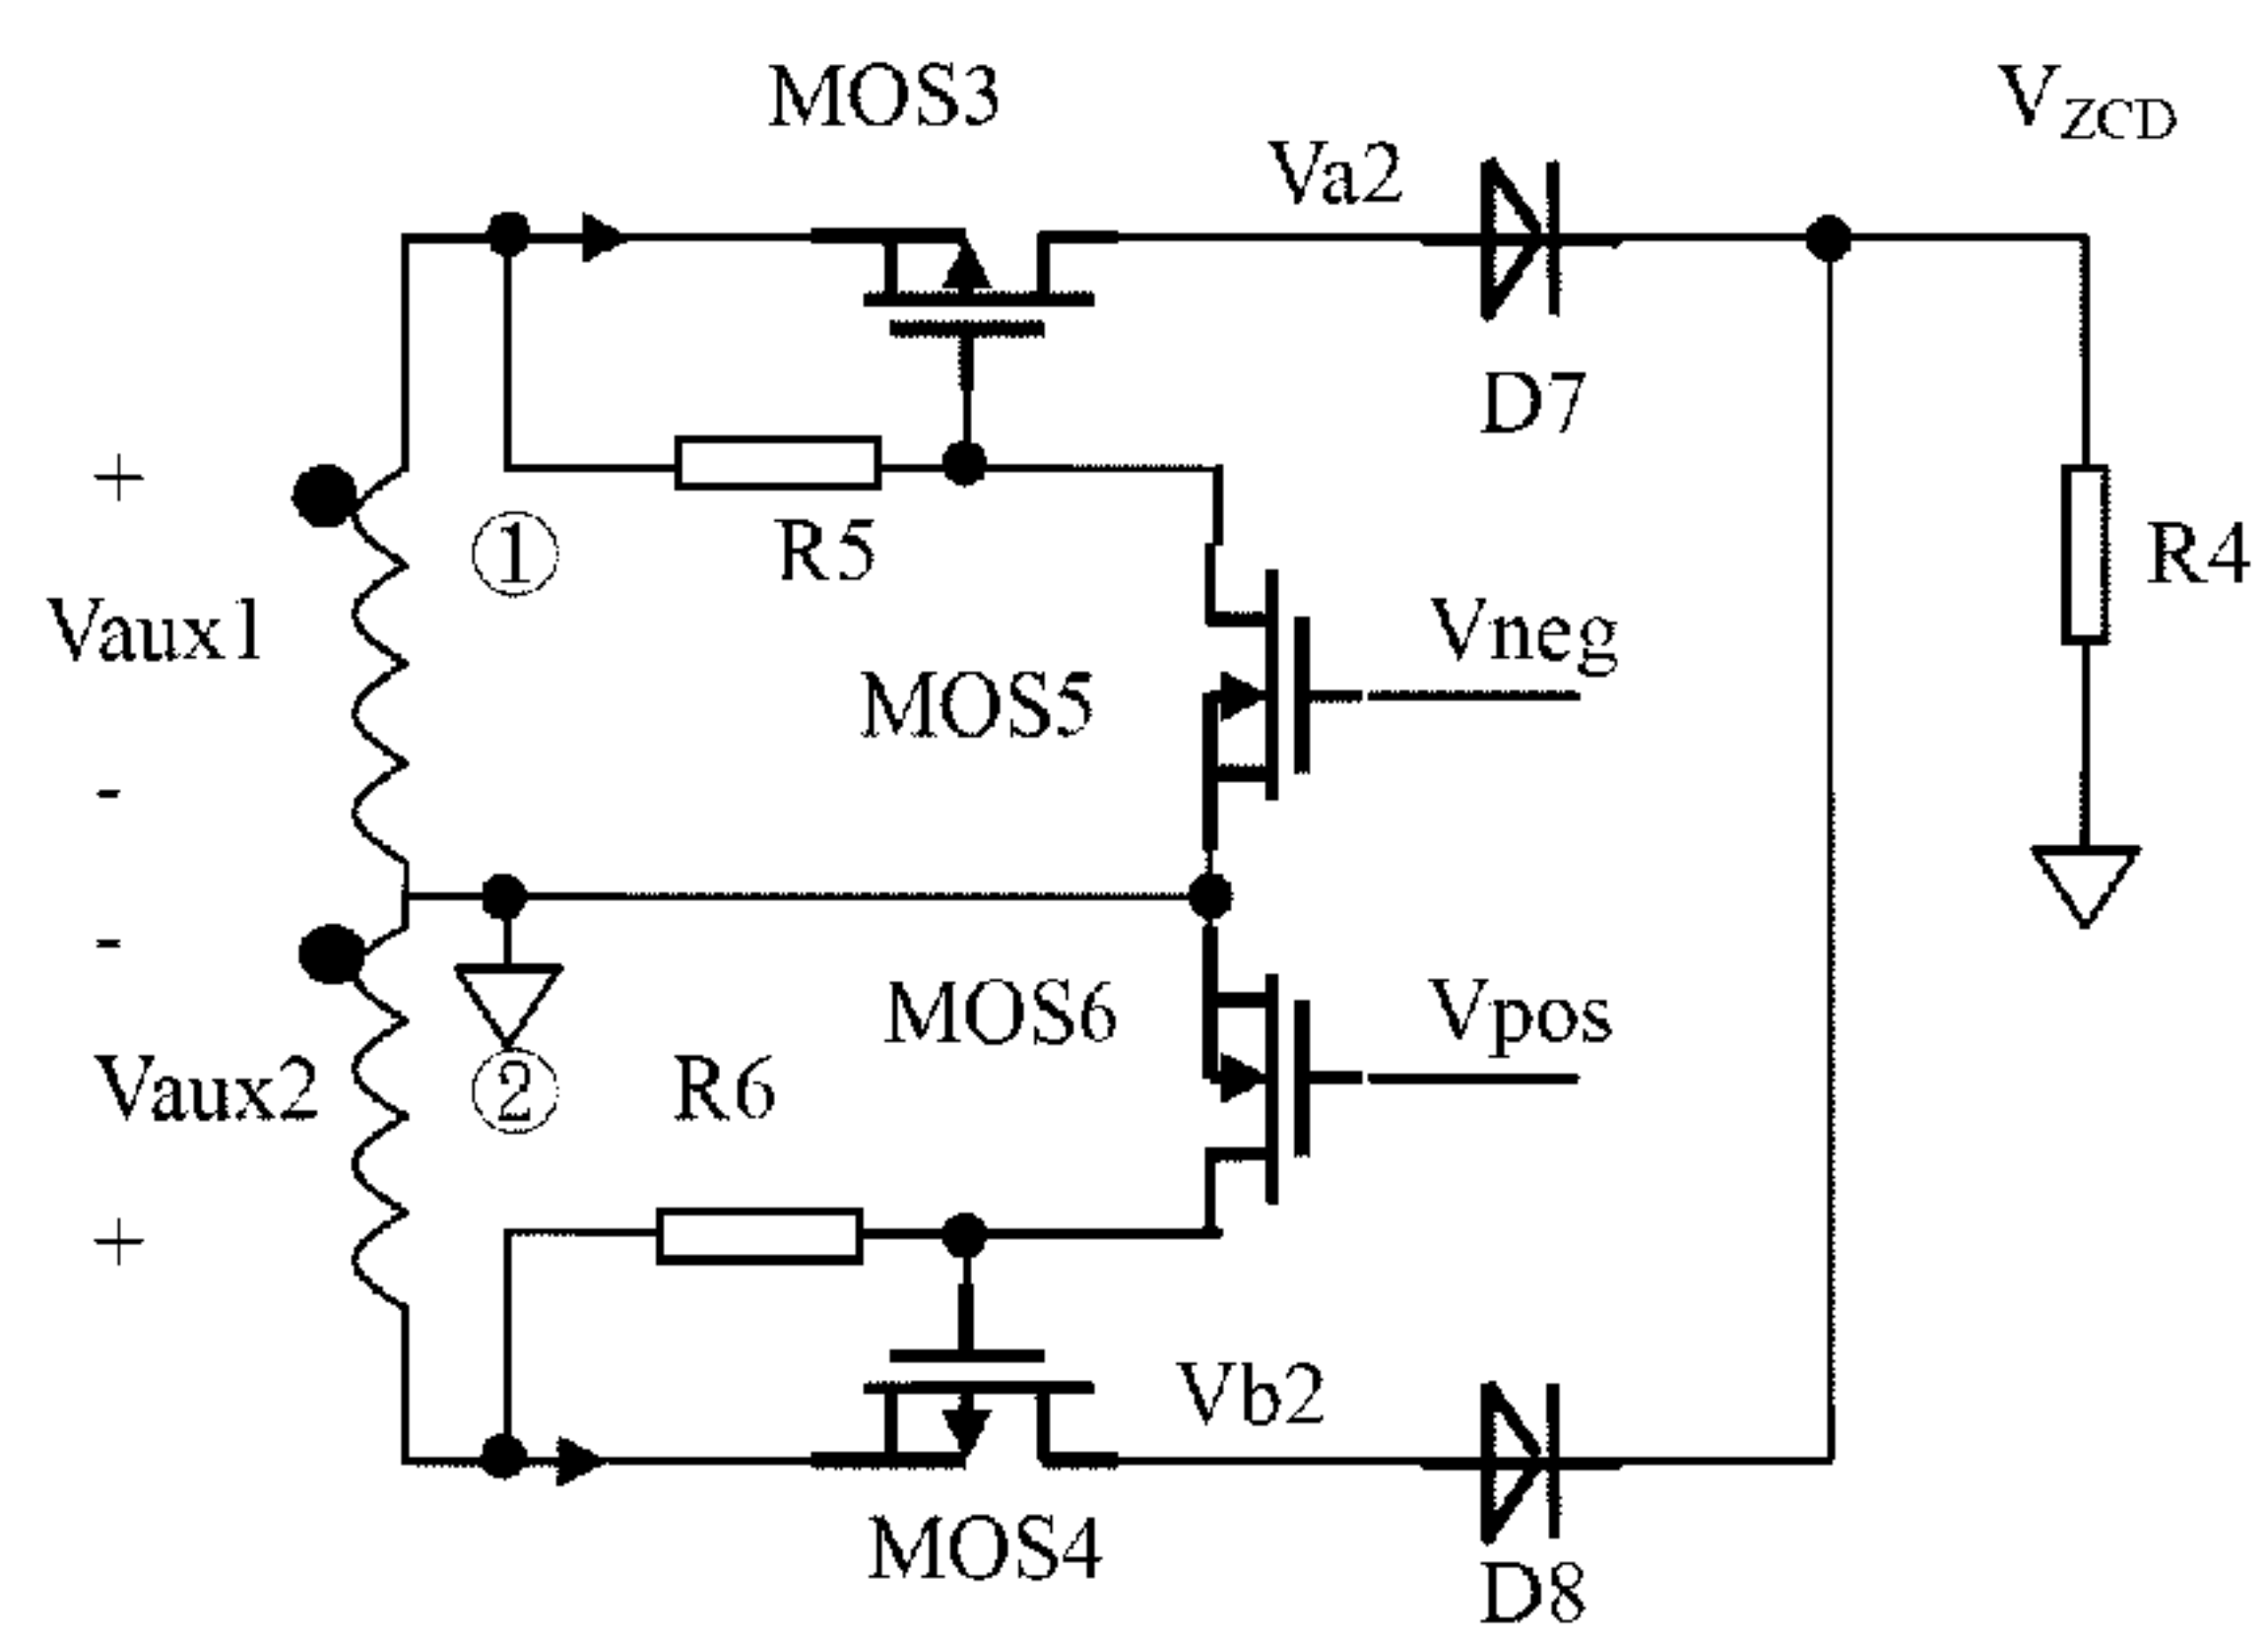 MOS3
V_ZCD
Va2
D7
+
①
R5
R4
Vaux1
Vneg
MOS5
-
-
MOS6
Vpos
Vaux2
②
R6
+
Vb2
MOS4
D8